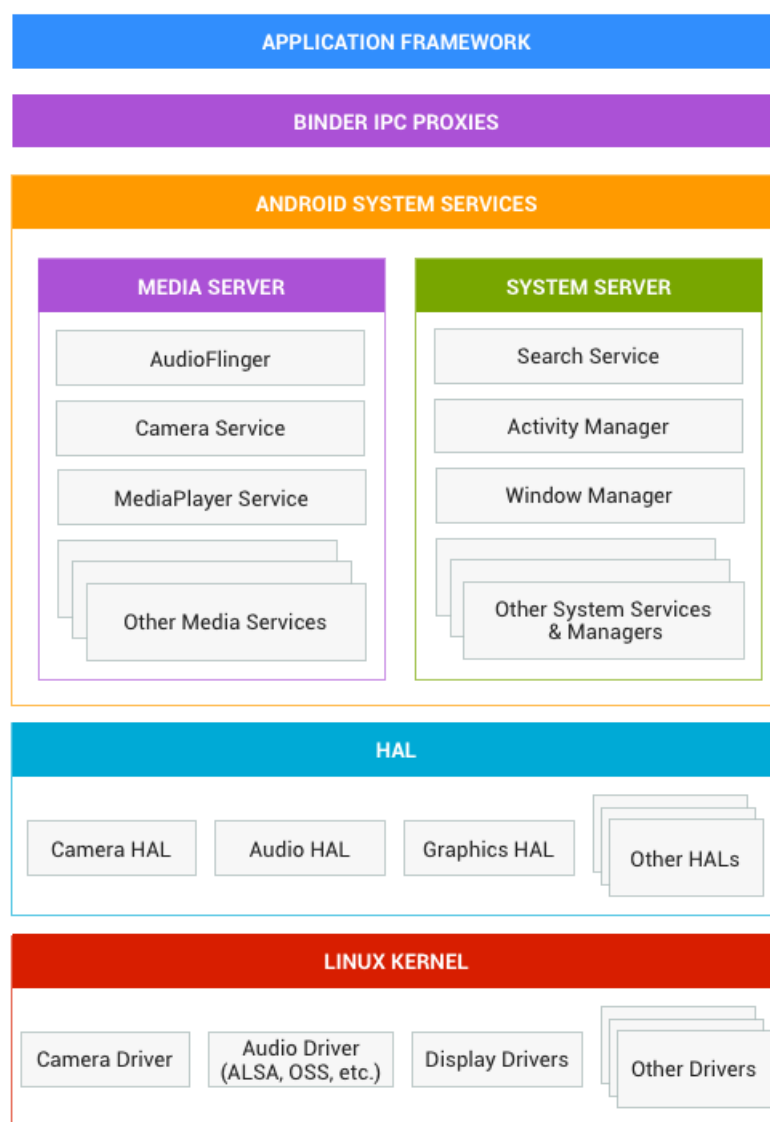 APPLICATION FRAMEWORK
BINDER IPC PROXIES
ANDROID SYSTEM SERVICES
MEDIA SERVER
AudioFlinger
Camera Service
MediaPlayer Service
Other Media Services
SYSTEM SERVER
Search Service
Activity Manager
Window Manager
Other System Services
& Managers
HAL
Camera HAL
Audio HAL
Graphics HAL
Other HALs
LINUX KERNEL
Camera Driver
Audio Driver
(ALSA, OSS, etc.)
Display Drivers
Other Drivers